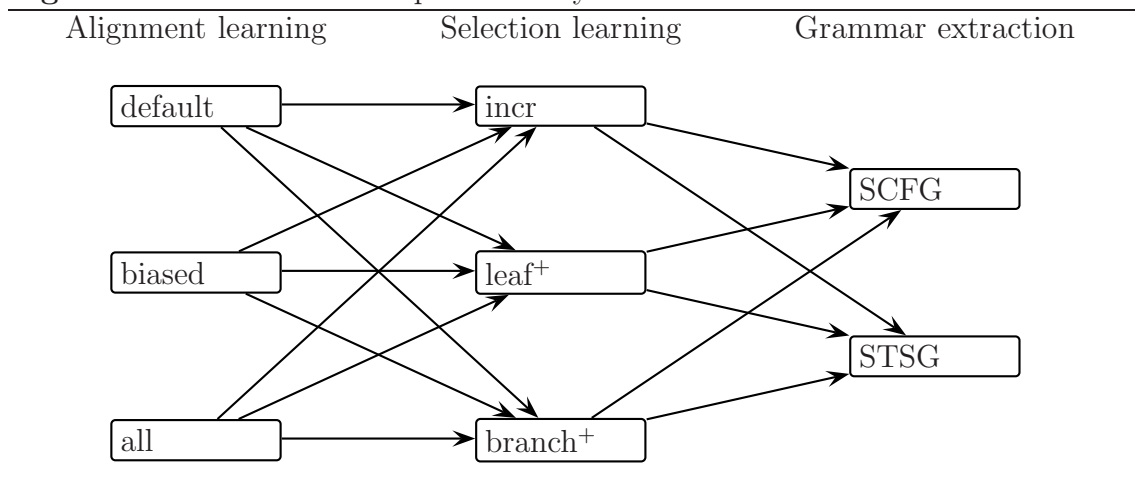 Alignment learning Selection learning Grammar extraction
default incr
SCFG
biased leaf⁺
STSG
all branch⁺